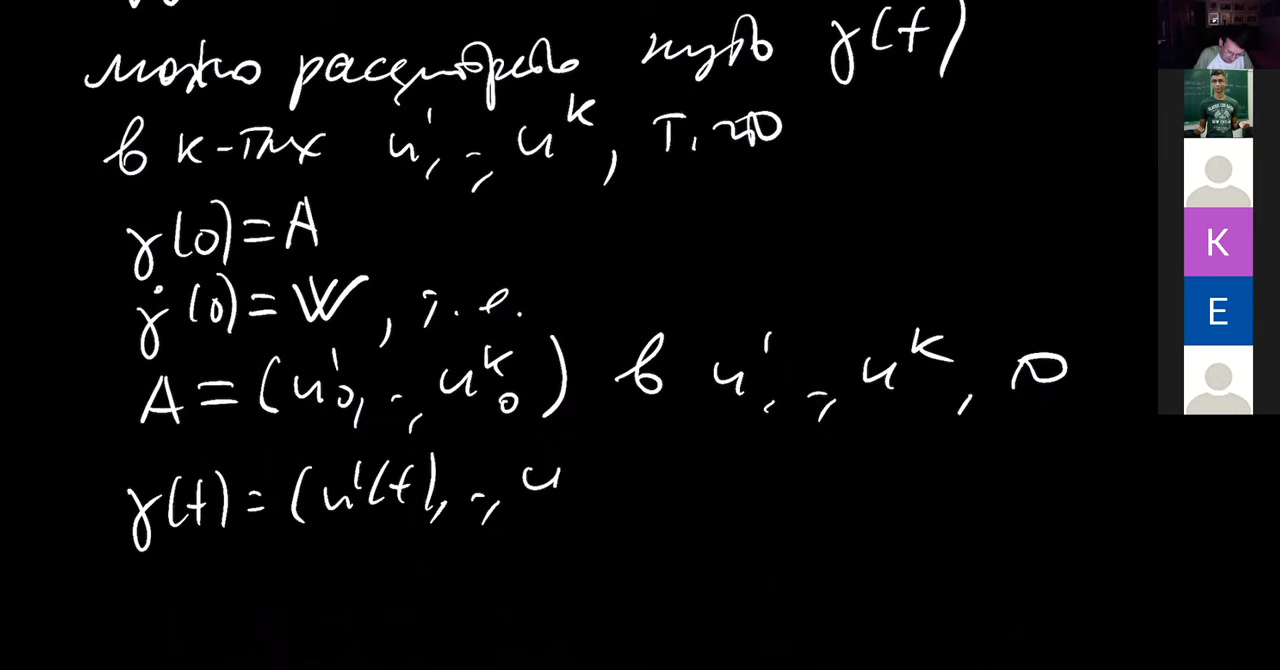 можно рассмотреть путь γ(t)
в к-тах u¹, .., uᵏ, т. что
γ(0) = A
γ̇(0) = W, т. е.
A = (u¹₀, .., uᵏ₀) в u¹, .., uᵏ, то
γ(t) = (u¹(t), .., u
K
E